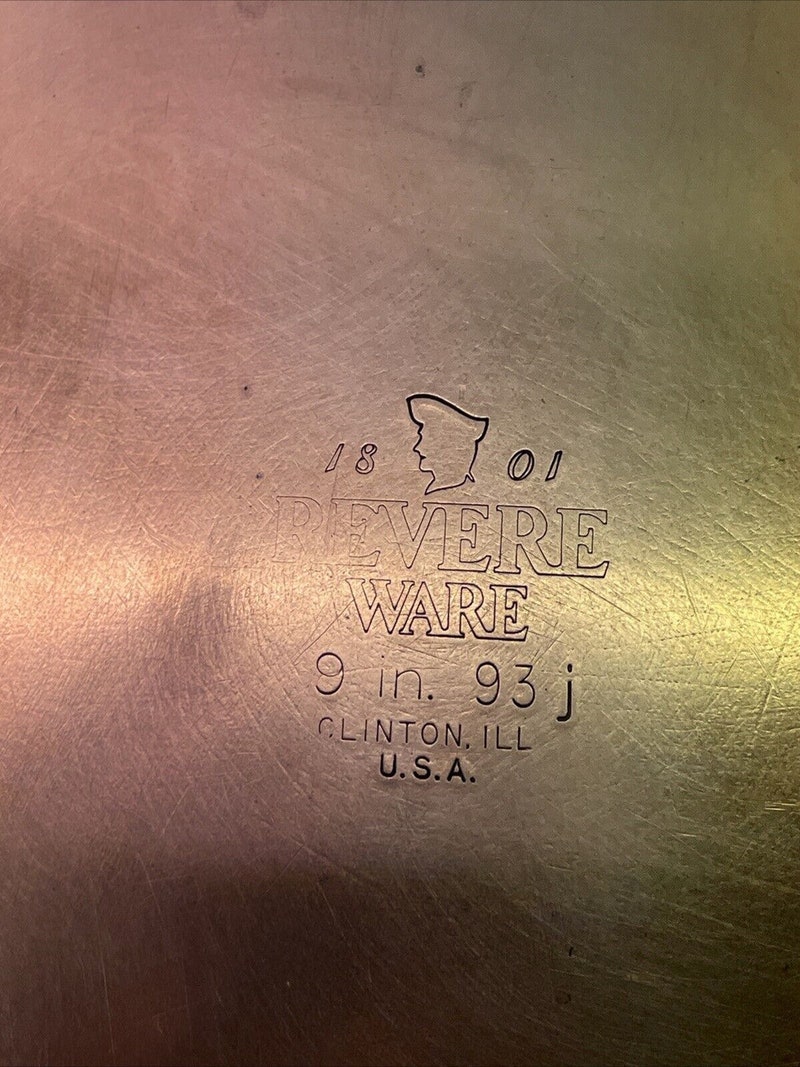 18 01
REVERE
WARE
9 in. 93 j
CLINTON, ILL
U.S.A.